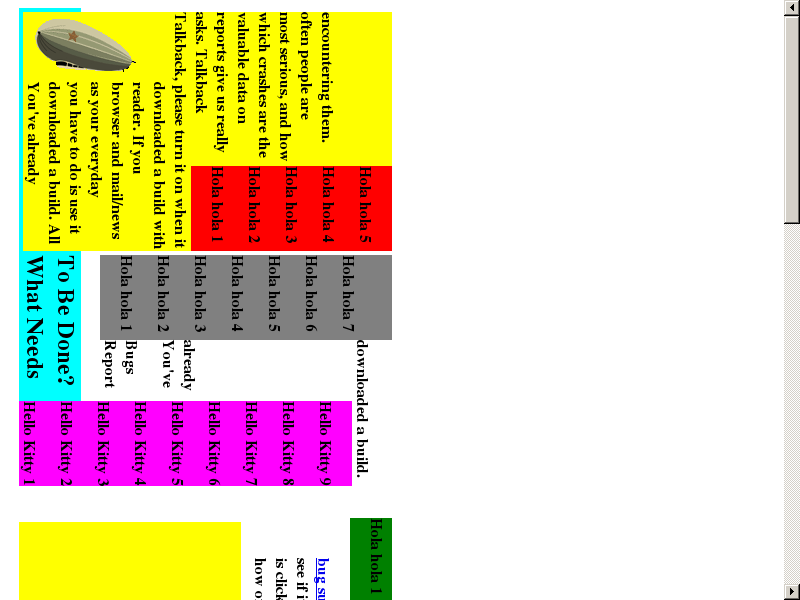 You've already
downloaded a build. All
you have to do is use it
as your everyday
browser and mail/news
reader. If you
downloaded a build with
Talkback, please turn it on when it
asks. Talkback
reports give us really
valuable data on
which crashes are the
most serious, and how
often people are
encountering them.
Hola hola 1
Hola hola 2
Hola hola 3
Hola hola 4
Hola hola 5
What Needs
To Be Done?
Hola hola 1
Hola hola 2
Hola hola 3
Hola hola 4
Hola hola 5
Hola hola 6
Hola hola 7
Report
Bugs
You've
already
downloaded a build.
Hello Kitty 1
Hello Kitty 2
Hello Kitty 3
Hello Kitty 4
Hello Kitty 5
Hello Kitty 6
Hello Kitty 7
Hello Kitty 8
Hello Kitty 9
how
is
see if
bug
Hola hola 1